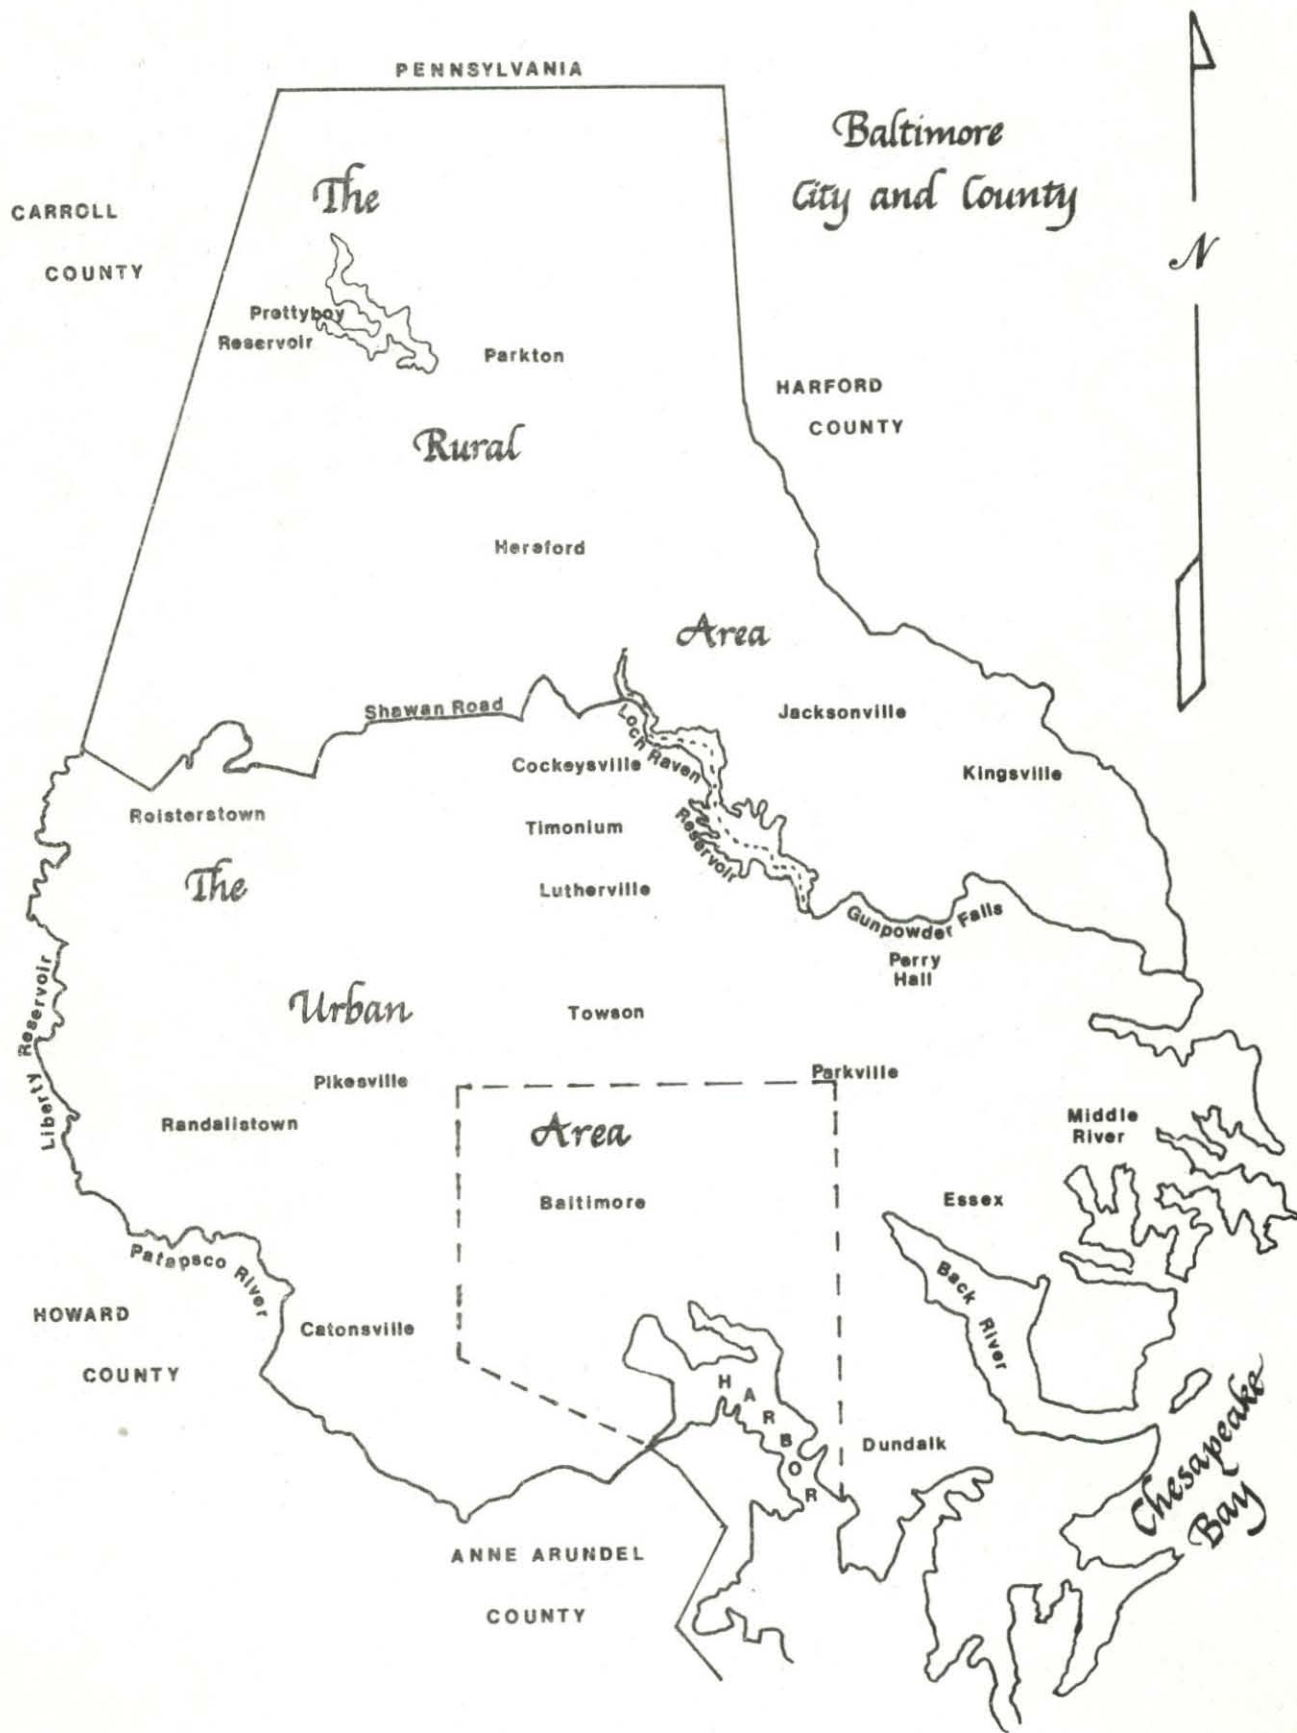 PENNSYLVANIA
Baltimore
City and County
The
CARROLL
COUNTY
N
Prettyboy
Reservoir
Parkton
HARFORD
COUNTY
Rural
Hereford
Area
Shawan Road
Jacksonville
Loch Raven
Reservoir
Cockeysville
Kingsville
Reisterstown
Timonium
The
Lutherville
Gunpowder Falls
Perry
Hall
Liberty Reservoir
Urban
Towson
Pikesville
Parkville
Randallstown
Area
Middle
River
Baltimore
Essex
Patapsco River
Back River
HOWARD
COUNTY
Catonsville
HARBOR
Dundalk
Chesapeake
Bay
ANNE ARUNDEL
COUNTY